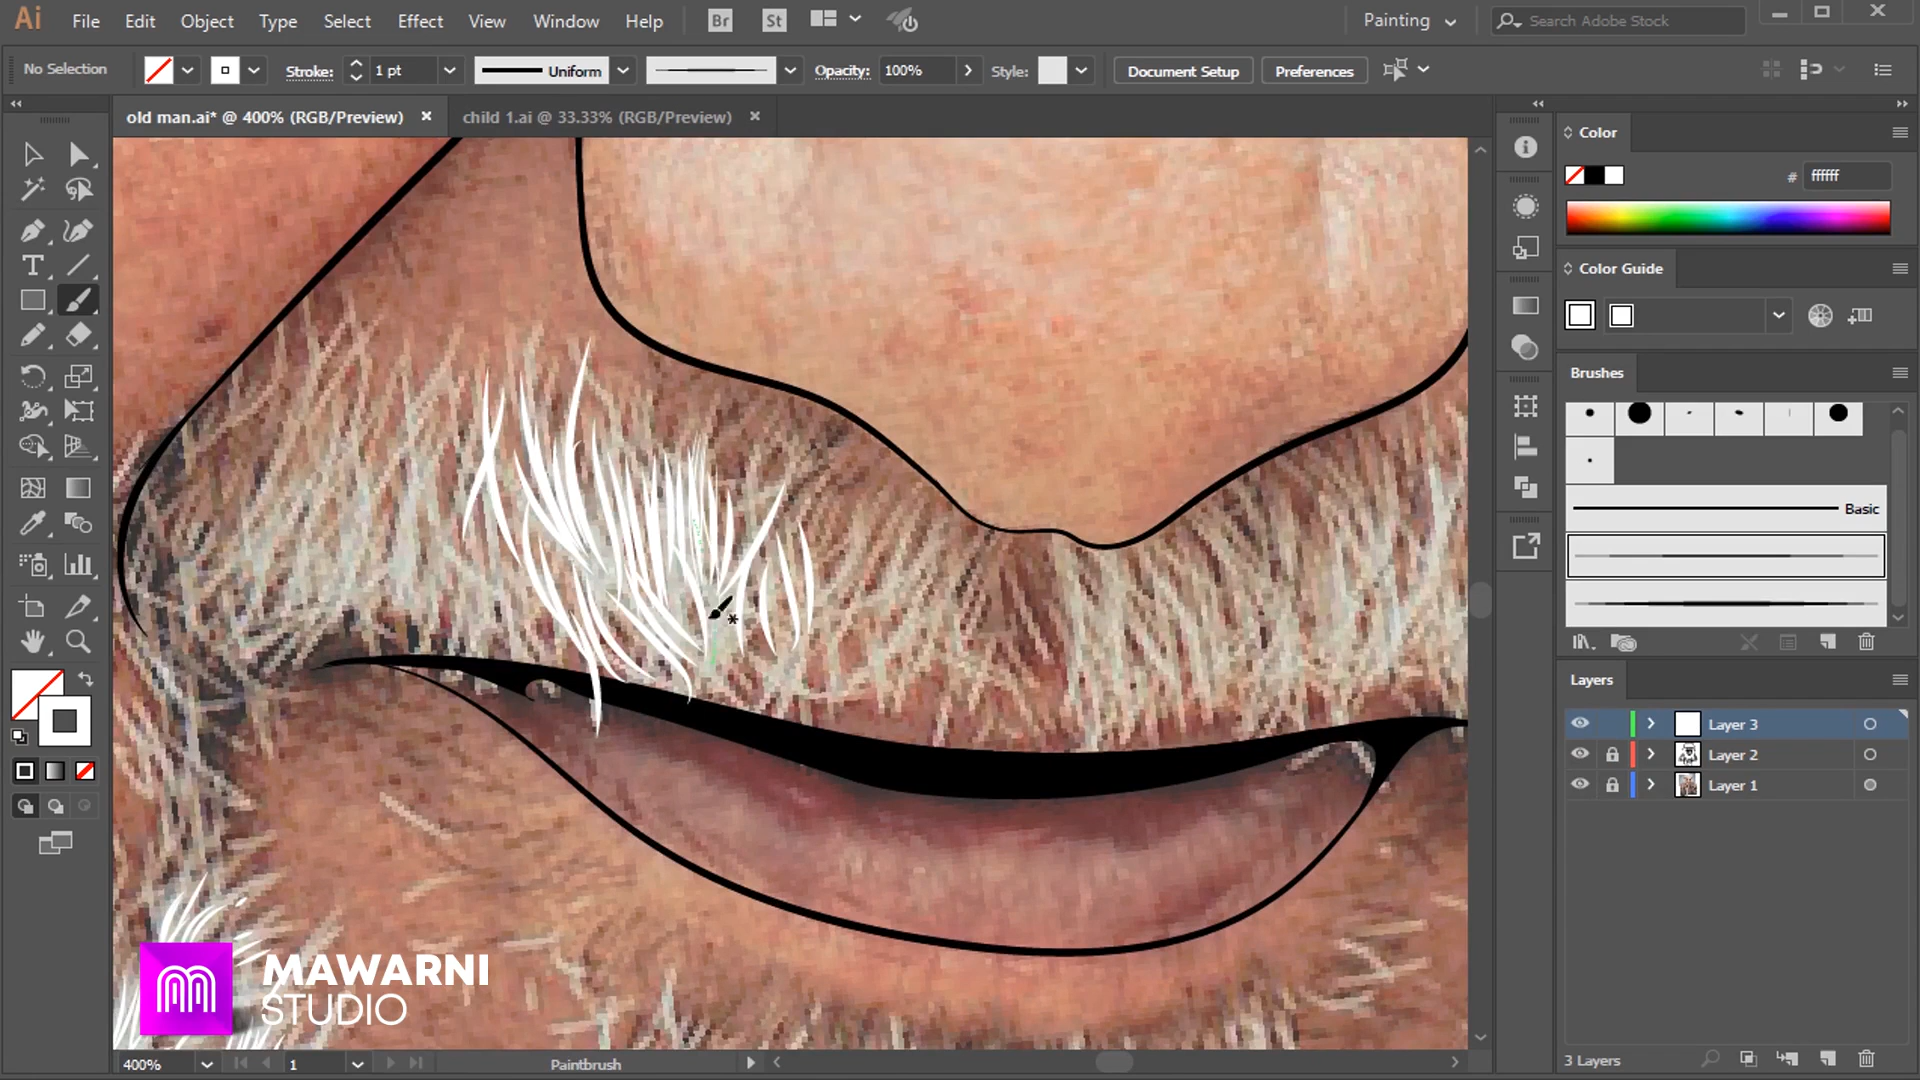 Ai File Edit Object Type Select Effect View Window Help Br St Painting Search Adobe Stock
No Selection Stroke: 1 pt Uniform Opacity: 100% Style: Document Setup Preferences
old man.ai* @ 400% (RGB/Preview) × child 1.ai @ 33.33% (RGB/Preview) ×
Color
# ffffff
Color Guide
Brushes
Basic
Layers
Layer 3
Layer 2
Layer 1
MAWARNI
STUDIO
400% 1 Paintbrush 3 Layers